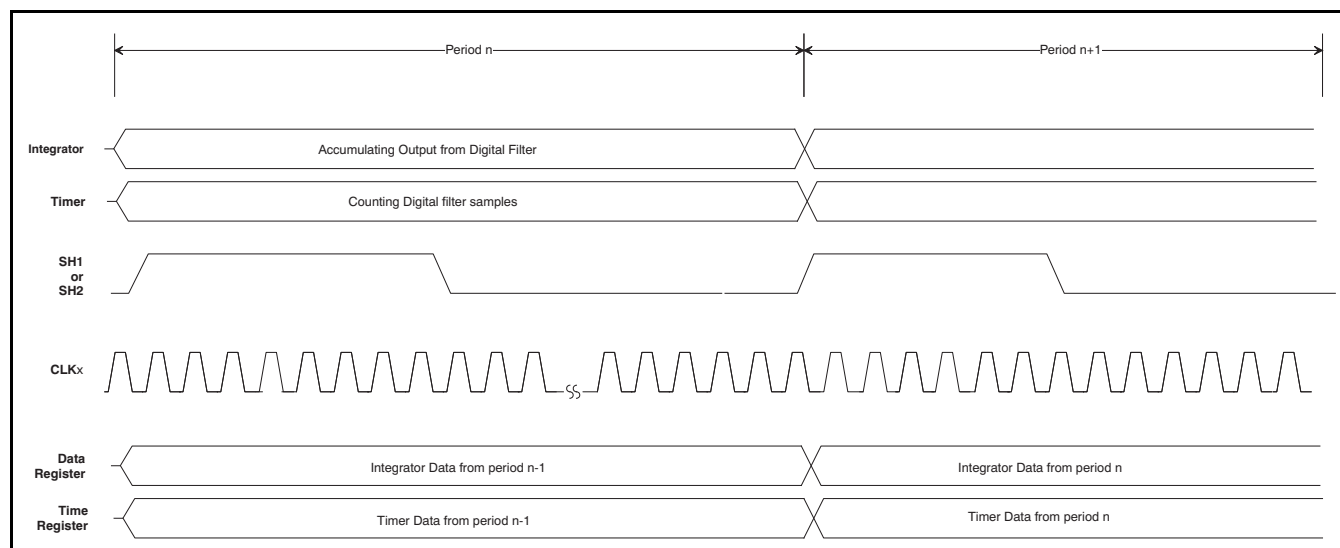 Period n
Period n+1
Integrator
Accumulating Output from Digital Filter
Timer
Counting Digital filter samples
SH1
or
SH2
CLKx
Data
Register
Integrator Data from period n-1
Integrator Data from period n
Time
Register
Timer Data from period n-1
Timer Data from period n